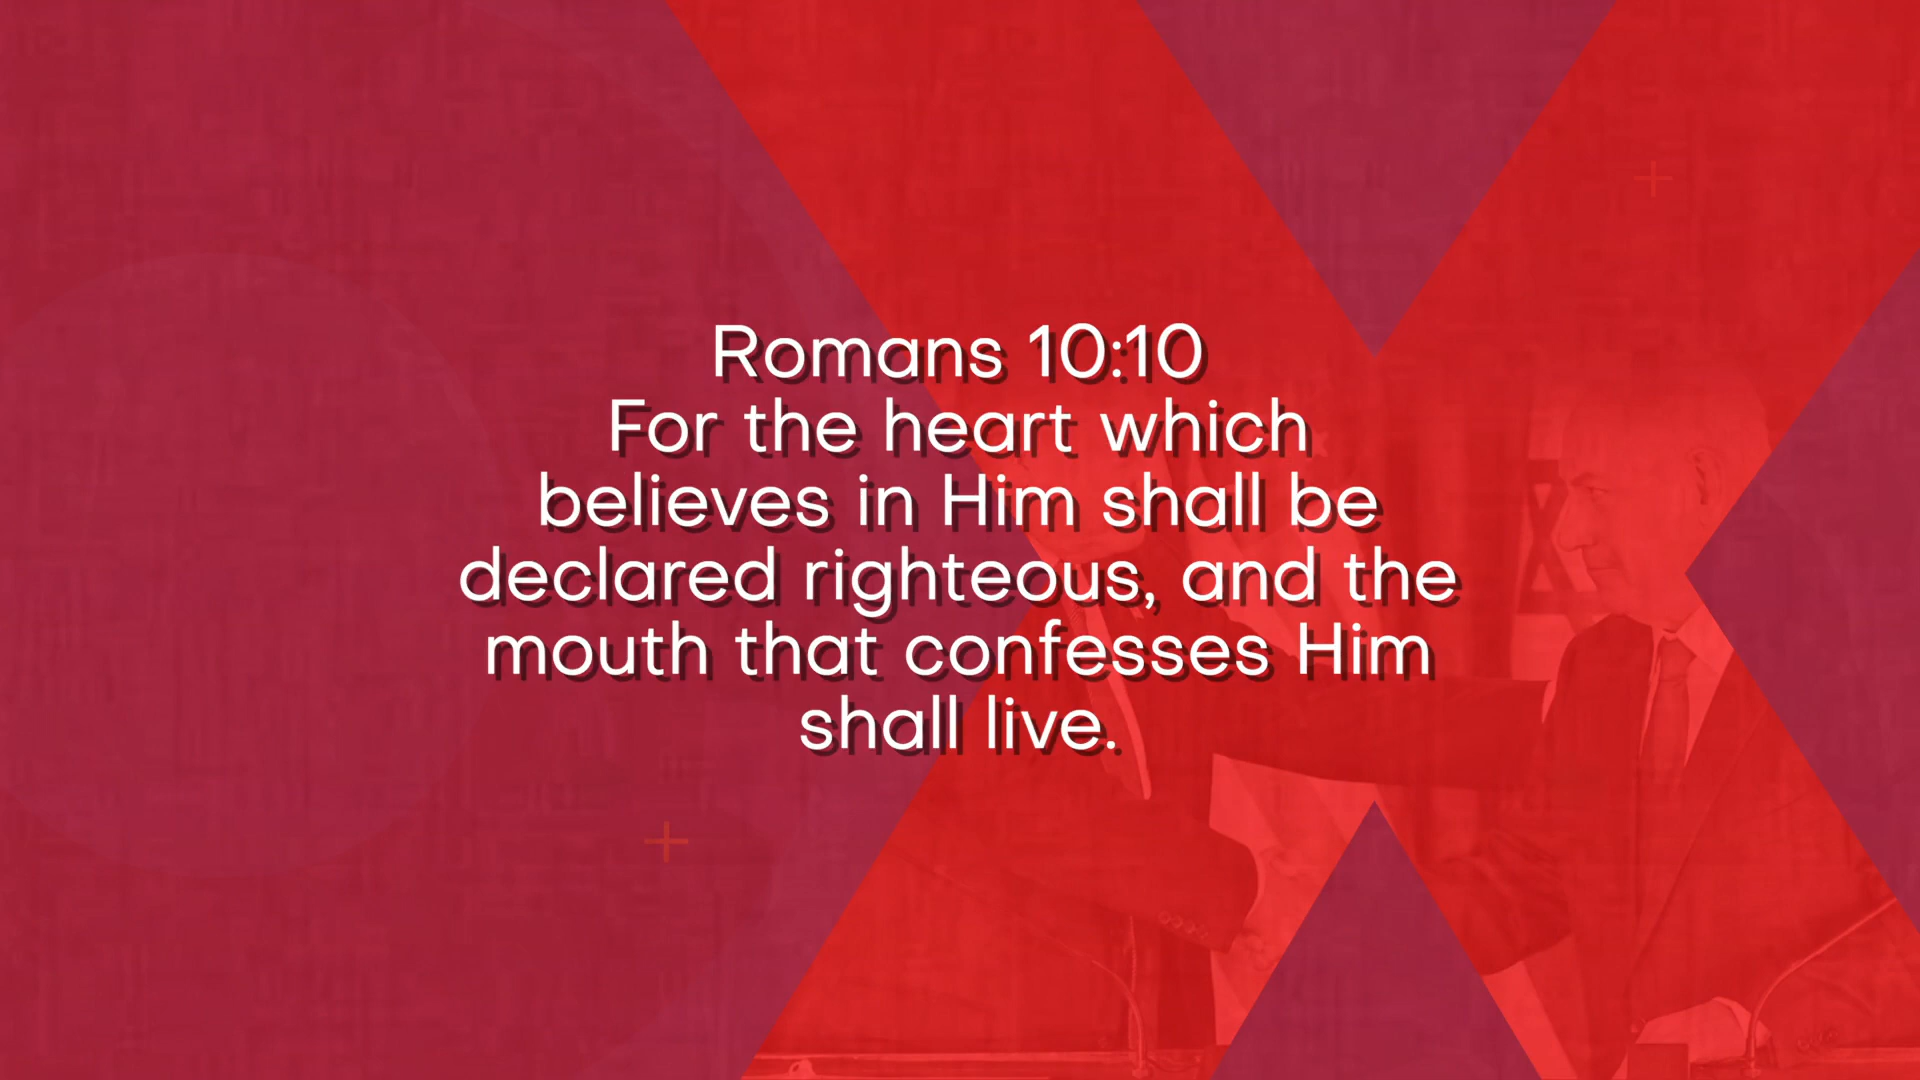 Romans 10:10
For the heart which
believes in Him shall be
declared righteous, and the
mouth that confesses Him
shall live.